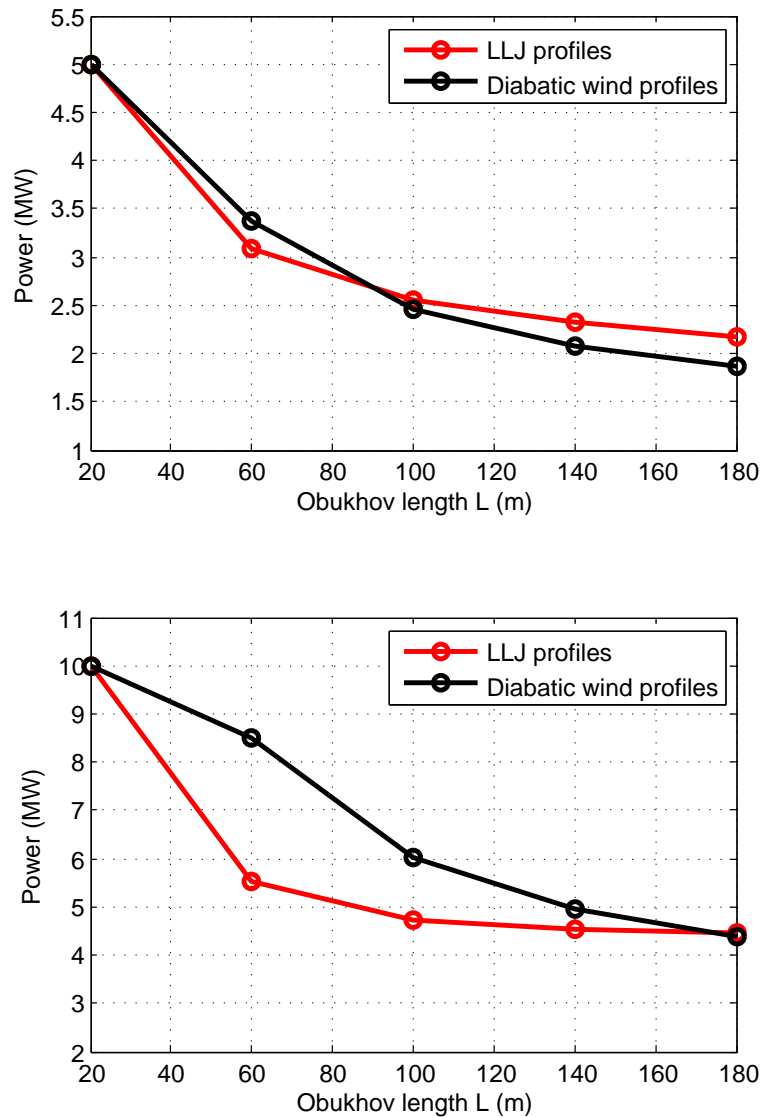 5.5
5
4.5
4
3.5
3
2.5
2
1.5
1
Power (MW)
LLJ profiles
Diabatic wind profiles
20 40 60 80 100 120 140 160 180
Obukhov length L (m)
11
10
9
8
7
6
5
4
3
2
Power (MW)
LLJ profiles
Diabatic wind profiles
20 40 60 80 100 120 140 160 180
Obukhov length L (m)